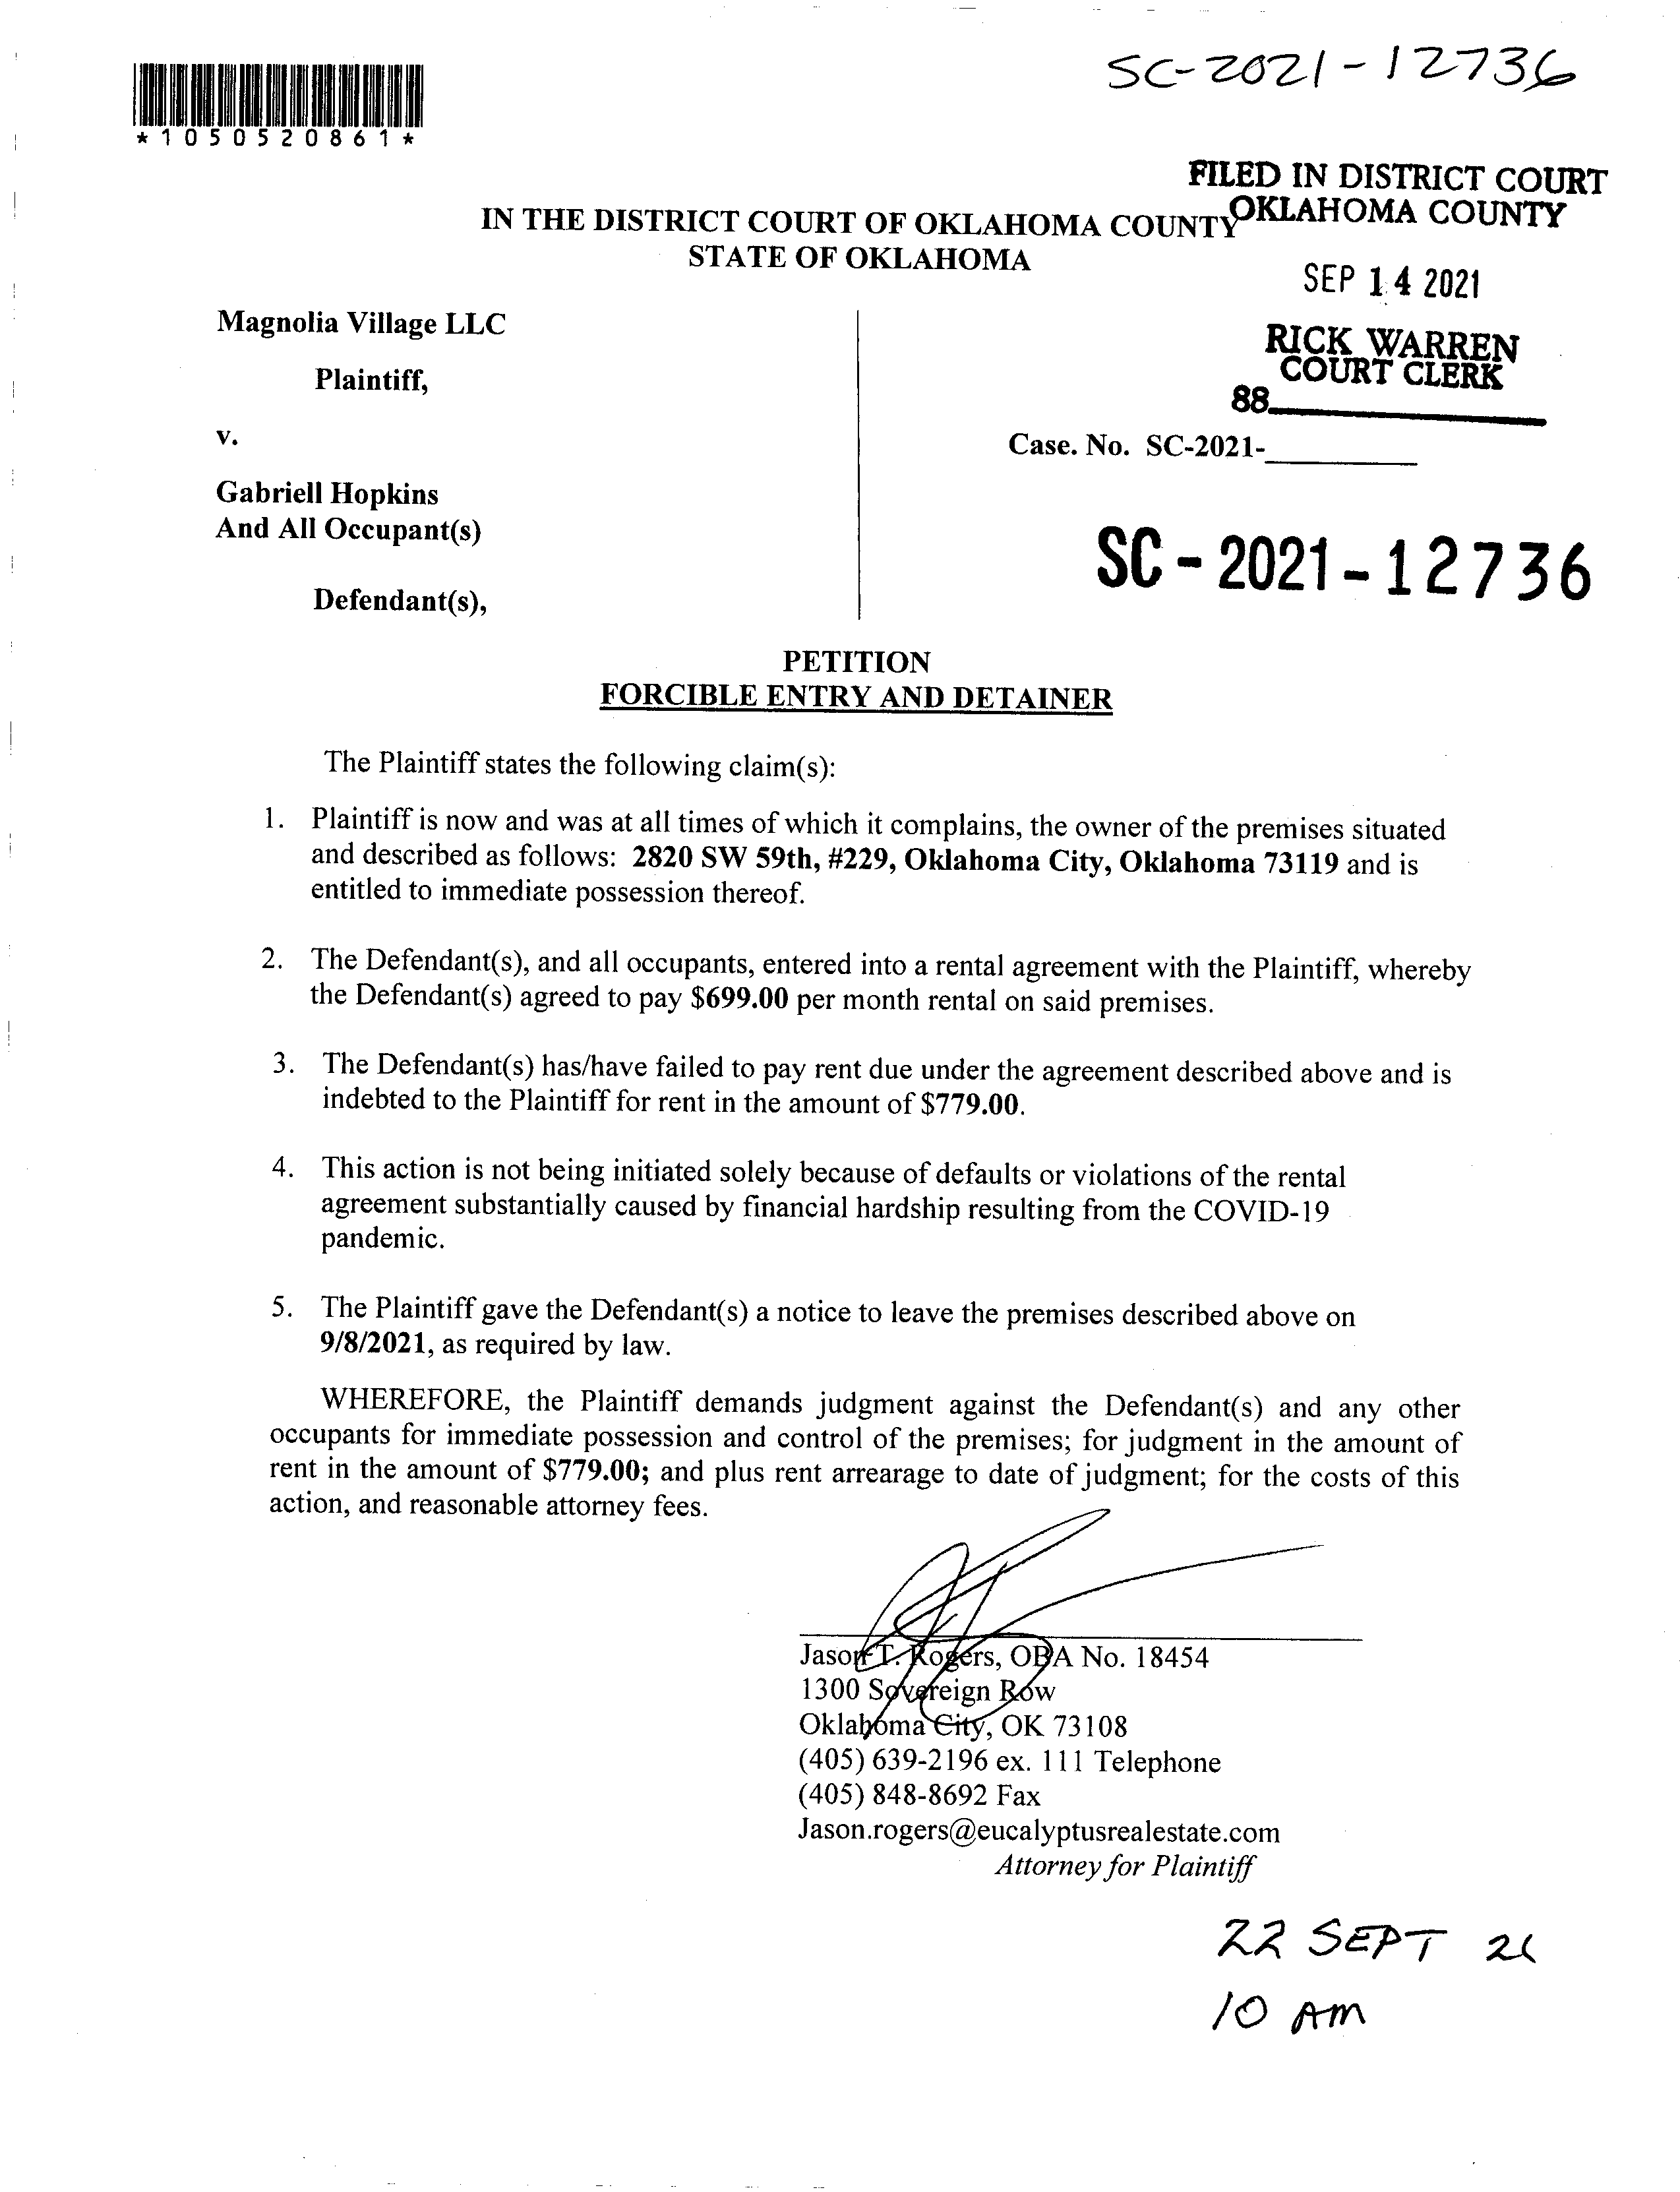 SC-2021-12736
*1050520861*
FILED IN DISTRICT COURT
OKLAHOMA COUNTY
IN THE DISTRICT COURT OF OKLAHOMA COUNTY
STATE OF OKLAHOMA
SEP 14 2021
RICK WARREN
COURT CLERK
88
Magnolia Village LLC
Plaintiff,
v.
Case. No. SC-2021-
Gabriell Hopkins
And All Occupant(s)
SC-2021-12736
Defendant(s),
PETITION
FORCIBLE ENTRY AND DETAINER
The Plaintiff states the following claim(s):
1. Plaintiff is now and was at all times of which it complains, the owner of the premises situated
and described as follows: 2820 SW 59th, #229, Oklahoma City, Oklahoma 73119 and is
entitled to immediate possession thereof.
2. The Defendant(s), and all occupants, entered into a rental agreement with the Plaintiff, whereby
the Defendant(s) agreed to pay $699.00 per month rental on said premises.
3. The Defendant(s) has/have failed to pay rent due under the agreement described above and is
indebted to the Plaintiff for rent in the amount of $779.00.
4. This action is not being initiated solely because of defaults or violations of the rental
agreement substantially caused by financial hardship resulting from the COVID-19
pandemic.
5. The Plaintiff gave the Defendant(s) a notice to leave the premises described above on
9/8/2021, as required by law.
WHEREFORE, the Plaintiff demands judgment against the Defendant(s) and any other
occupants for immediate possession and control of the premises; for judgment in the amount of
rent in the amount of $779.00; and plus rent arrearage to date of judgment; for the costs of this
action, and reasonable attorney fees.
Jason T. Rogers, OBA No. 18454
1300 Sovereign Row
Oklahoma City, OK 73108
(405) 639-2196 ex. 111 Telephone
(405) 848-8692 Fax
Jason.rogers@eucalyptusrealestate.com
Attorney for Plaintiff
22 SEPT 21
10 AM